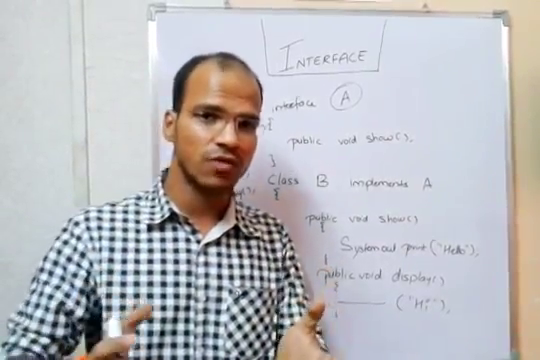 INTERFACE
interface A
{
public void show();
}
Class B implements A
{
public void show()
{
System.out.print("Hello");
}
public void display()
{
("Hi");